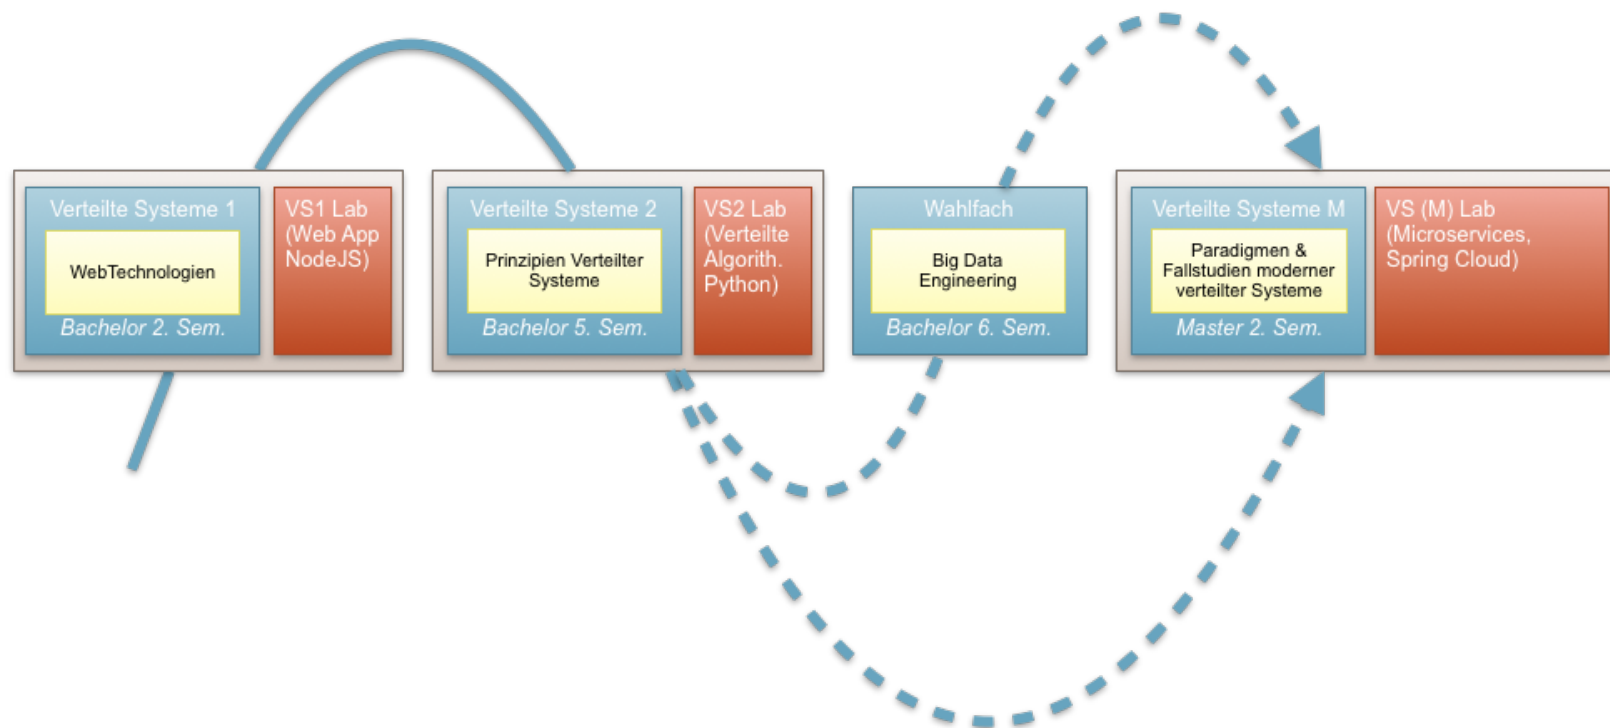 Verteilte Systeme 1
WebTechnologien
Bachelor 2. Sem.
VS1 Lab
(Web App
NodeJS)
Verteilte Systeme 2
Prinzipien Verteilter
Systeme
Bachelor 5. Sem.
VS2 Lab
(Verteilte
Algorith.
Python)
Wahlfach
Big Data
Engineering
Bachelor 6. Sem.
Verteilte Systeme M
Paradigmen &
Fallstudien moderner
verteilter Systeme
Master 2. Sem.
VS (M) Lab
(Microservices,
Spring Cloud)